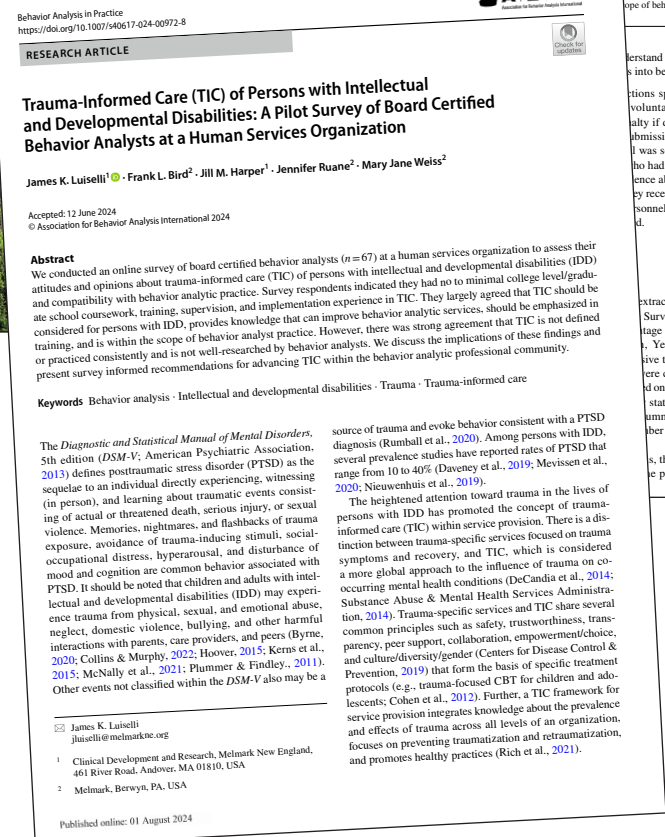 Behavior Analysis in Practice
https://doi.org/10.1007/s40617-024-00972-8
Association for Behavior Analysis International
RESEARCH ARTICLE
Check for
updates
Trauma-Informed Care (TIC) of Persons with Intellectual
and Developmental Disabilities: A Pilot Survey of Board Certified
Behavior Analysts at a Human Services Organization
James K. Luiselli1 · Frank L. Bird2 · Jill M. Harper1 · Jennifer Ruane2 · Mary Jane Weiss2
Accepted: 12 June 2024
© Association for Behavior Analysis International 2024
Abstract
We conducted an online survey of board certified behavior analysts (n = 67) at a human services organization to assess their
attitudes and opinions about trauma-informed care (TIC) of persons with intellectual and developmental disabilities (IDD)
and compatibility with behavior analytic practice. Survey respondents indicated they had no to minimal college level/gradu-
ate school coursework, training, supervision, and implementation experience in TIC. They largely agreed that TIC should be
considered for persons with IDD, provides knowledge that can improve behavior analytic services, should be emphasized in
training, and is within the scope of behavior analyst practice. However, there was strong agreement that TIC is not defined
or practiced consistently and is not well-researched by behavior analysts. We discuss the implications of these findings and
present survey informed recommendations for advancing TIC within the behavior analytic professional community.
Keywords Behavior analysis · Intellectual and developmental disabilities · Trauma · Trauma-informed care
The Diagnostic and Statistical Manual of Mental Disorders,
5th edition (DSM-V; American Psychiatric Association,
2013) defines posttraumatic stress disorder (PTSD) as the
sequelae to an individual directly experiencing, witnessing
(in person), and learning about traumatic events consist-
ing of actual or threatened death, serious injury, or sexual
violence. Memories, nightmares, and flashbacks of trauma
exposure, avoidance of trauma-inducing stimuli, social-
occupational distress, hyperarousal, and disturbance of
mood and cognition are common behavior associated with
PTSD. It should be noted that children and adults with intel-
lectual and developmental disabilities (IDD) may experi-
ence trauma from physical, sexual, and emotional abuse,
neglect, domestic violence, bullying, and other harmful
interactions with parents, care providers, and peers (Byrne,
2020; Collins & Murphy, 2022; Hoover, 2015; Kerns et al.,
2015; McNally et al., 2021; Plummer & Findley,, 2011).
Other events not classified within the DSM-V also may be a
source of trauma and evoke behavior consistent with a PTSD
diagnosis (Rumball et al., 2020). Among persons with IDD,
several prevalence studies have reported rates of PTSD that
range from 10 to 40% (Daveney et al., 2019; Mevissen et al.,
2020; Nieuwenhuis et al., 2019).
The heightened attention toward trauma in the lives of
persons with IDD has promoted the concept of trauma-
informed care (TIC) within service provision. There is a dis-
tinction between trauma-specific services focused on trauma
symptoms and recovery, and TIC, which is considered
a more global approach to the influence of trauma on co-
occurring mental health conditions (DeCandia et al., 2014;
Substance Abuse & Mental Health Services Administra-
tion, 2014). Trauma-specific services and TIC share several
common principles such as safety, trustworthiness, trans-
parency, peer support, collaboration, empowerment/choice,
and culture/diversity/gender (Centers for Disease Control &
Prevention, 2019) that form the basis of specific treatment
protocols (e.g., trauma-focused CBT for children and ado-
lescents; Cohen et al., 2012). Further, a TIC framework for
service provision integrates knowledge about the prevalence
and effects of trauma across all levels of an organization,
focuses on preventing traumatization and retraumatization,
and promotes healthy practices (Rich et al., 2021).
James K. Luiselli
jluiselli@melmarkne.org
1 Clinical Development and Research, Melmark New England,
461 River Road, Andover, MA 01810, USA
2 Melmark, Berwyn, PA, USA
Published online: 01 August 2024